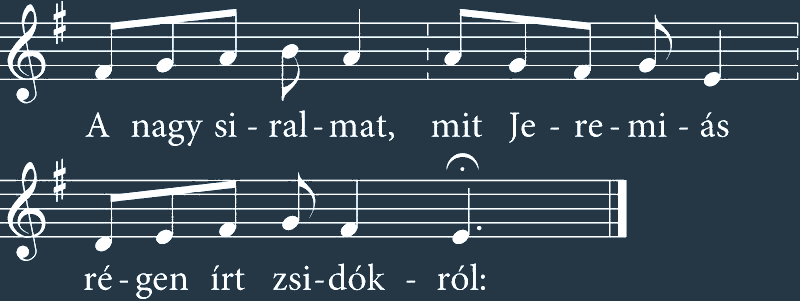 A nagy si - ral - mat, mit Je - re - mi - ás
ré - gen írt zsi - dók - ról: